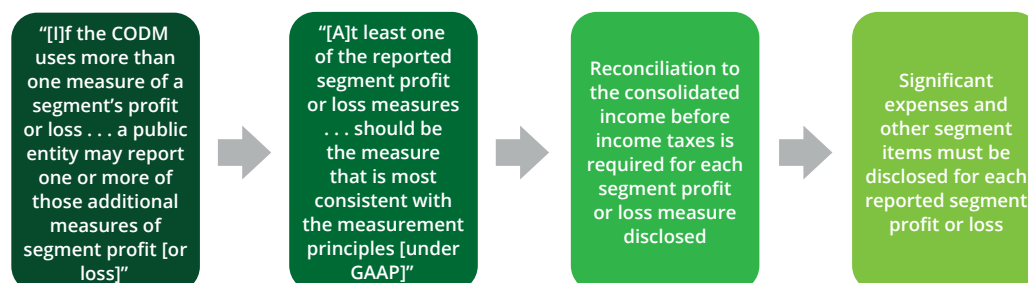 “[I]f the CODM
uses more than
one measure of a
segment’s profit
or loss . . . a public
entity may report
one or more of
those additional
measures of
segment profit [or
loss]”
“[A]t least one
of the reported
segment profit
or loss measures
. . . should be
the measure
that is most
consistent with
the measurement
principles [under
GAAP]”
Reconciliation to
the consolidated
income before
income taxes is
required for each
segment profit
or loss measure
disclosed
Significant
expenses and
other segment
items must be
disclosed for each
reported segment
profit or loss